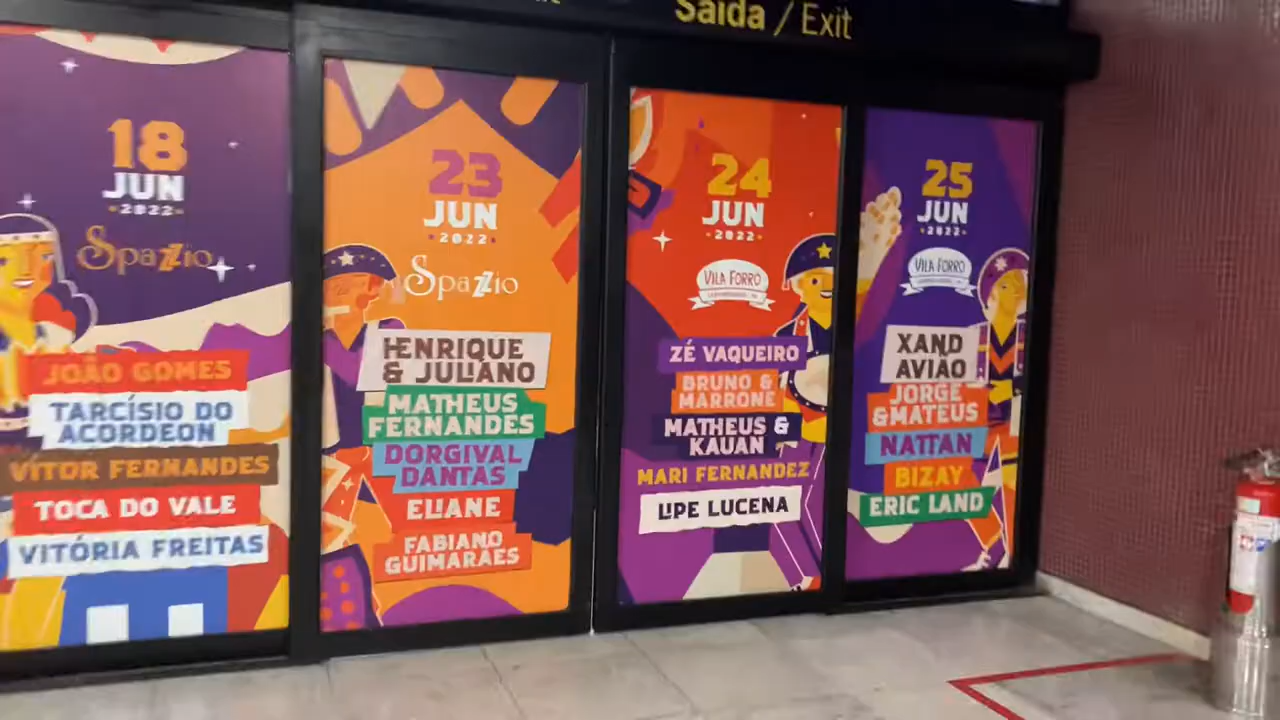 Saída / Exit
18
JUN
2022
Spazzio
JOÃO GOMES
TARCÍSIO DO
ACORDEON
VITOR FERNANDES
TOCA DO VALE
VITÓRIA FREITAS
23
JUN
2022
Spazzio
HENRIQUE
& JULIANO
MATHEUS
FERNANDES
DORGIVAL
DANTAS
ELIANE
FABIANO
GUIMARÃES
24
JUN
2022
VILA FORRÓ
ZÉ VAQUEIRO
BRUNO &
MARRONE
MATHEUS &
KAUAN
MARI FERNANDEZ
LIPE LUCENA
25
JUN
2022
VILA FORRÓ
XAND
AVIÃO
JORGE
&MATEUS
NATTAN
BIZAY
ERIC LAND